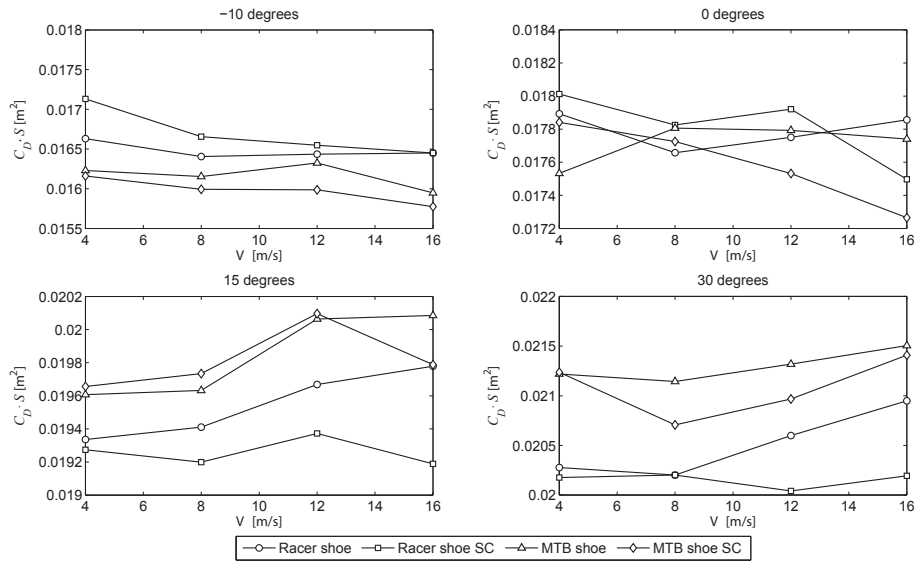 −10 degrees
0.018
0.0175
0.017
0.0165
0.016
0.0155
C_D · S [m²]
4 6 8 10 12 14 16
V [m/s]
0 degrees
0.0184
0.0182
0.018
0.0178
0.0176
0.0174
0.0172
C_D · S [m²]
4 6 8 10 12 14 16
V [m/s]
15 degrees
0.0202
0.02
0.0198
0.0196
0.0194
0.0192
0.019
C_D · S [m²]
4 6 8 10 12 14 16
V [m/s]
30 degrees
0.022
0.0215
0.021
0.0205
0.02
C_D · S [m²]
4 6 8 10 12 14 16
V [m/s]
Racer shoe Racer shoe SC MTB shoe MTB shoe SC